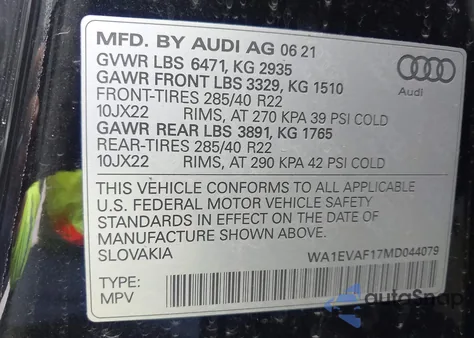 MFD. BY AUDI AG 06 21
GVWR LBS 6471, KG 2935
GAWR FRONT LBS 3329, KG 1510
FRONT-TIRES 285/40 R22
10JX22 RIMS, AT 270 KPA 39 PSI COLD
GAWR REAR LBS 3891, KG 1765
REAR-TIRES 285/40 R22
10JX22 RIMS, AT 290 KPA 42 PSI COLD
Audi
THIS VEHICLE CONFORMS TO ALL APPLICABLE
U.S. FEDERAL MOTOR VEHICLE SAFETY
STANDARDS IN EFFECT ON THE DATE OF
MANUFACTURE SHOWN ABOVE.
SLOVAKIA WA1EVAF17MD044079
TYPE:
MPV
autoSnap